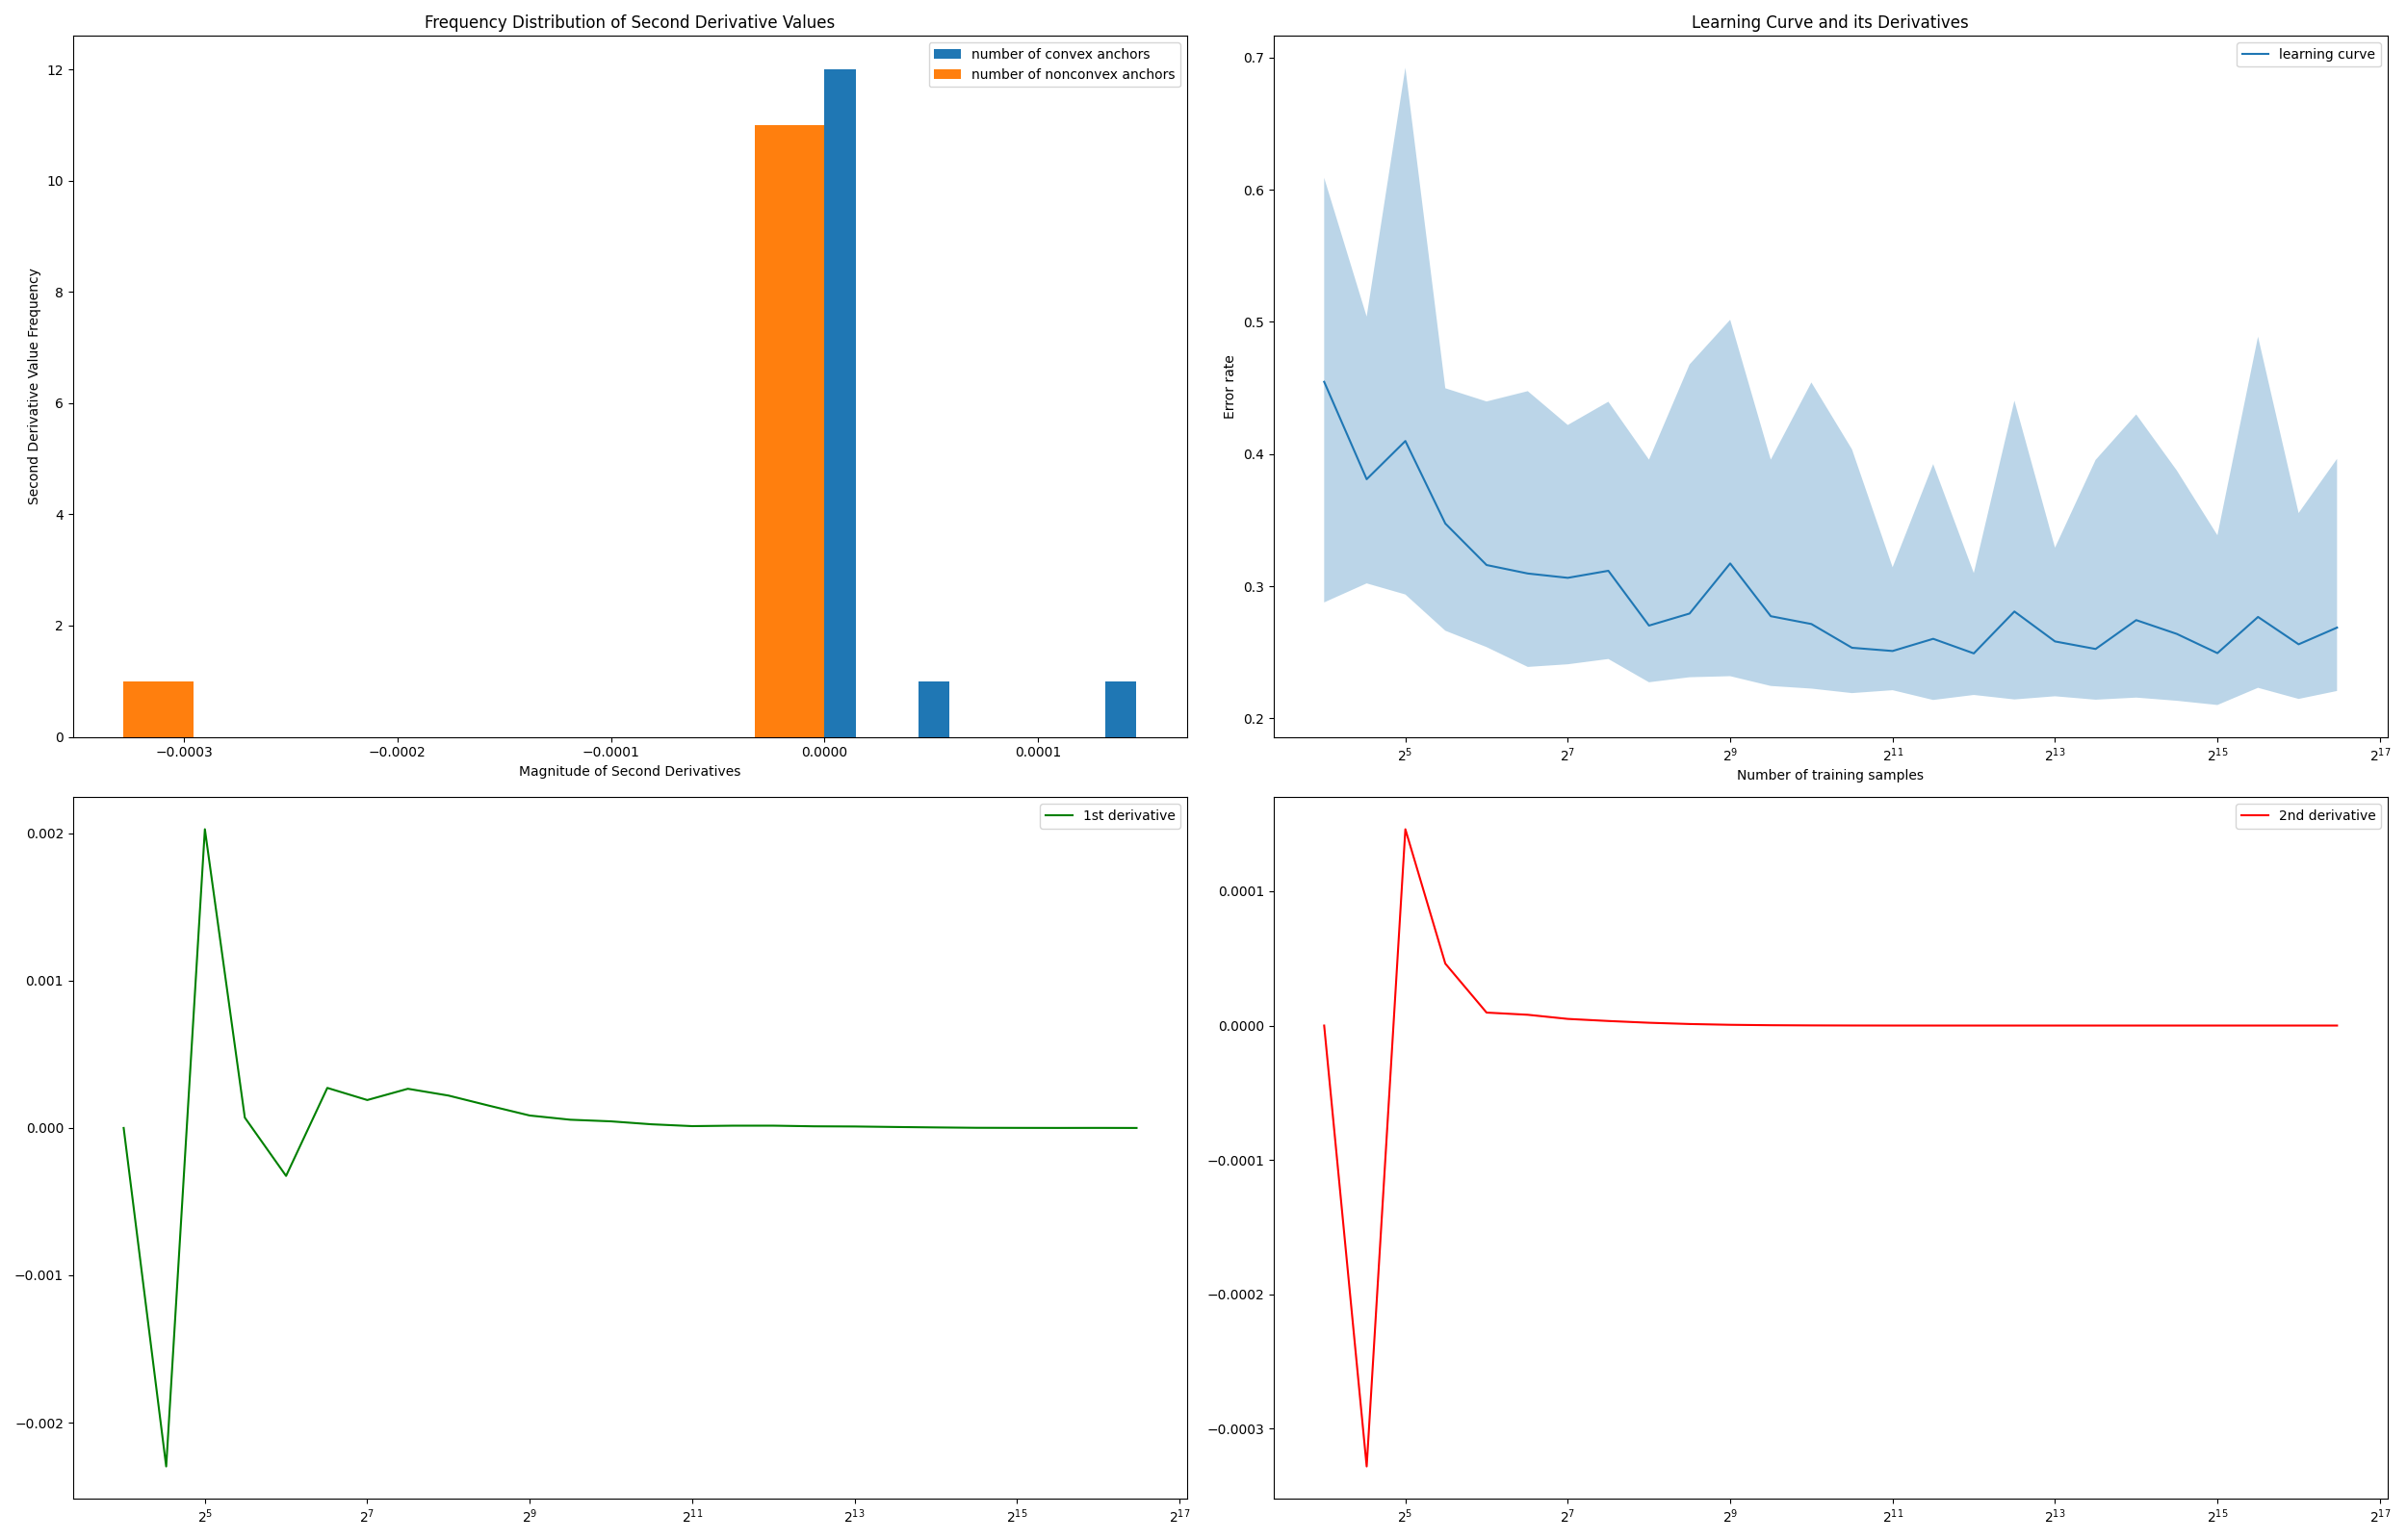 Frequency Distribution of Second Derivative Values
number of convex anchors
number of nonconvex anchors
Second Derivative Value Frequency
12
10
8
6
4
2
0
−0.0003 −0.0002 −0.0001 0.0000 0.0001
Magnitude of Second Derivatives
Learning Curve and its Derivatives
learning curve
Error rate
0.7
0.6
0.5
0.4
0.3
0.2
2^5 2^7 2^9 2^11 2^13 2^15 2^17
Number of training samples
1st derivative
0.002
0.001
0.000
−0.001
−0.002
2^5 2^7 2^9 2^11 2^13 2^15 2^17
2nd derivative
0.0001
0.0000
−0.0001
−0.0002
−0.0003
2^5 2^7 2^9 2^11 2^13 2^15 2^17